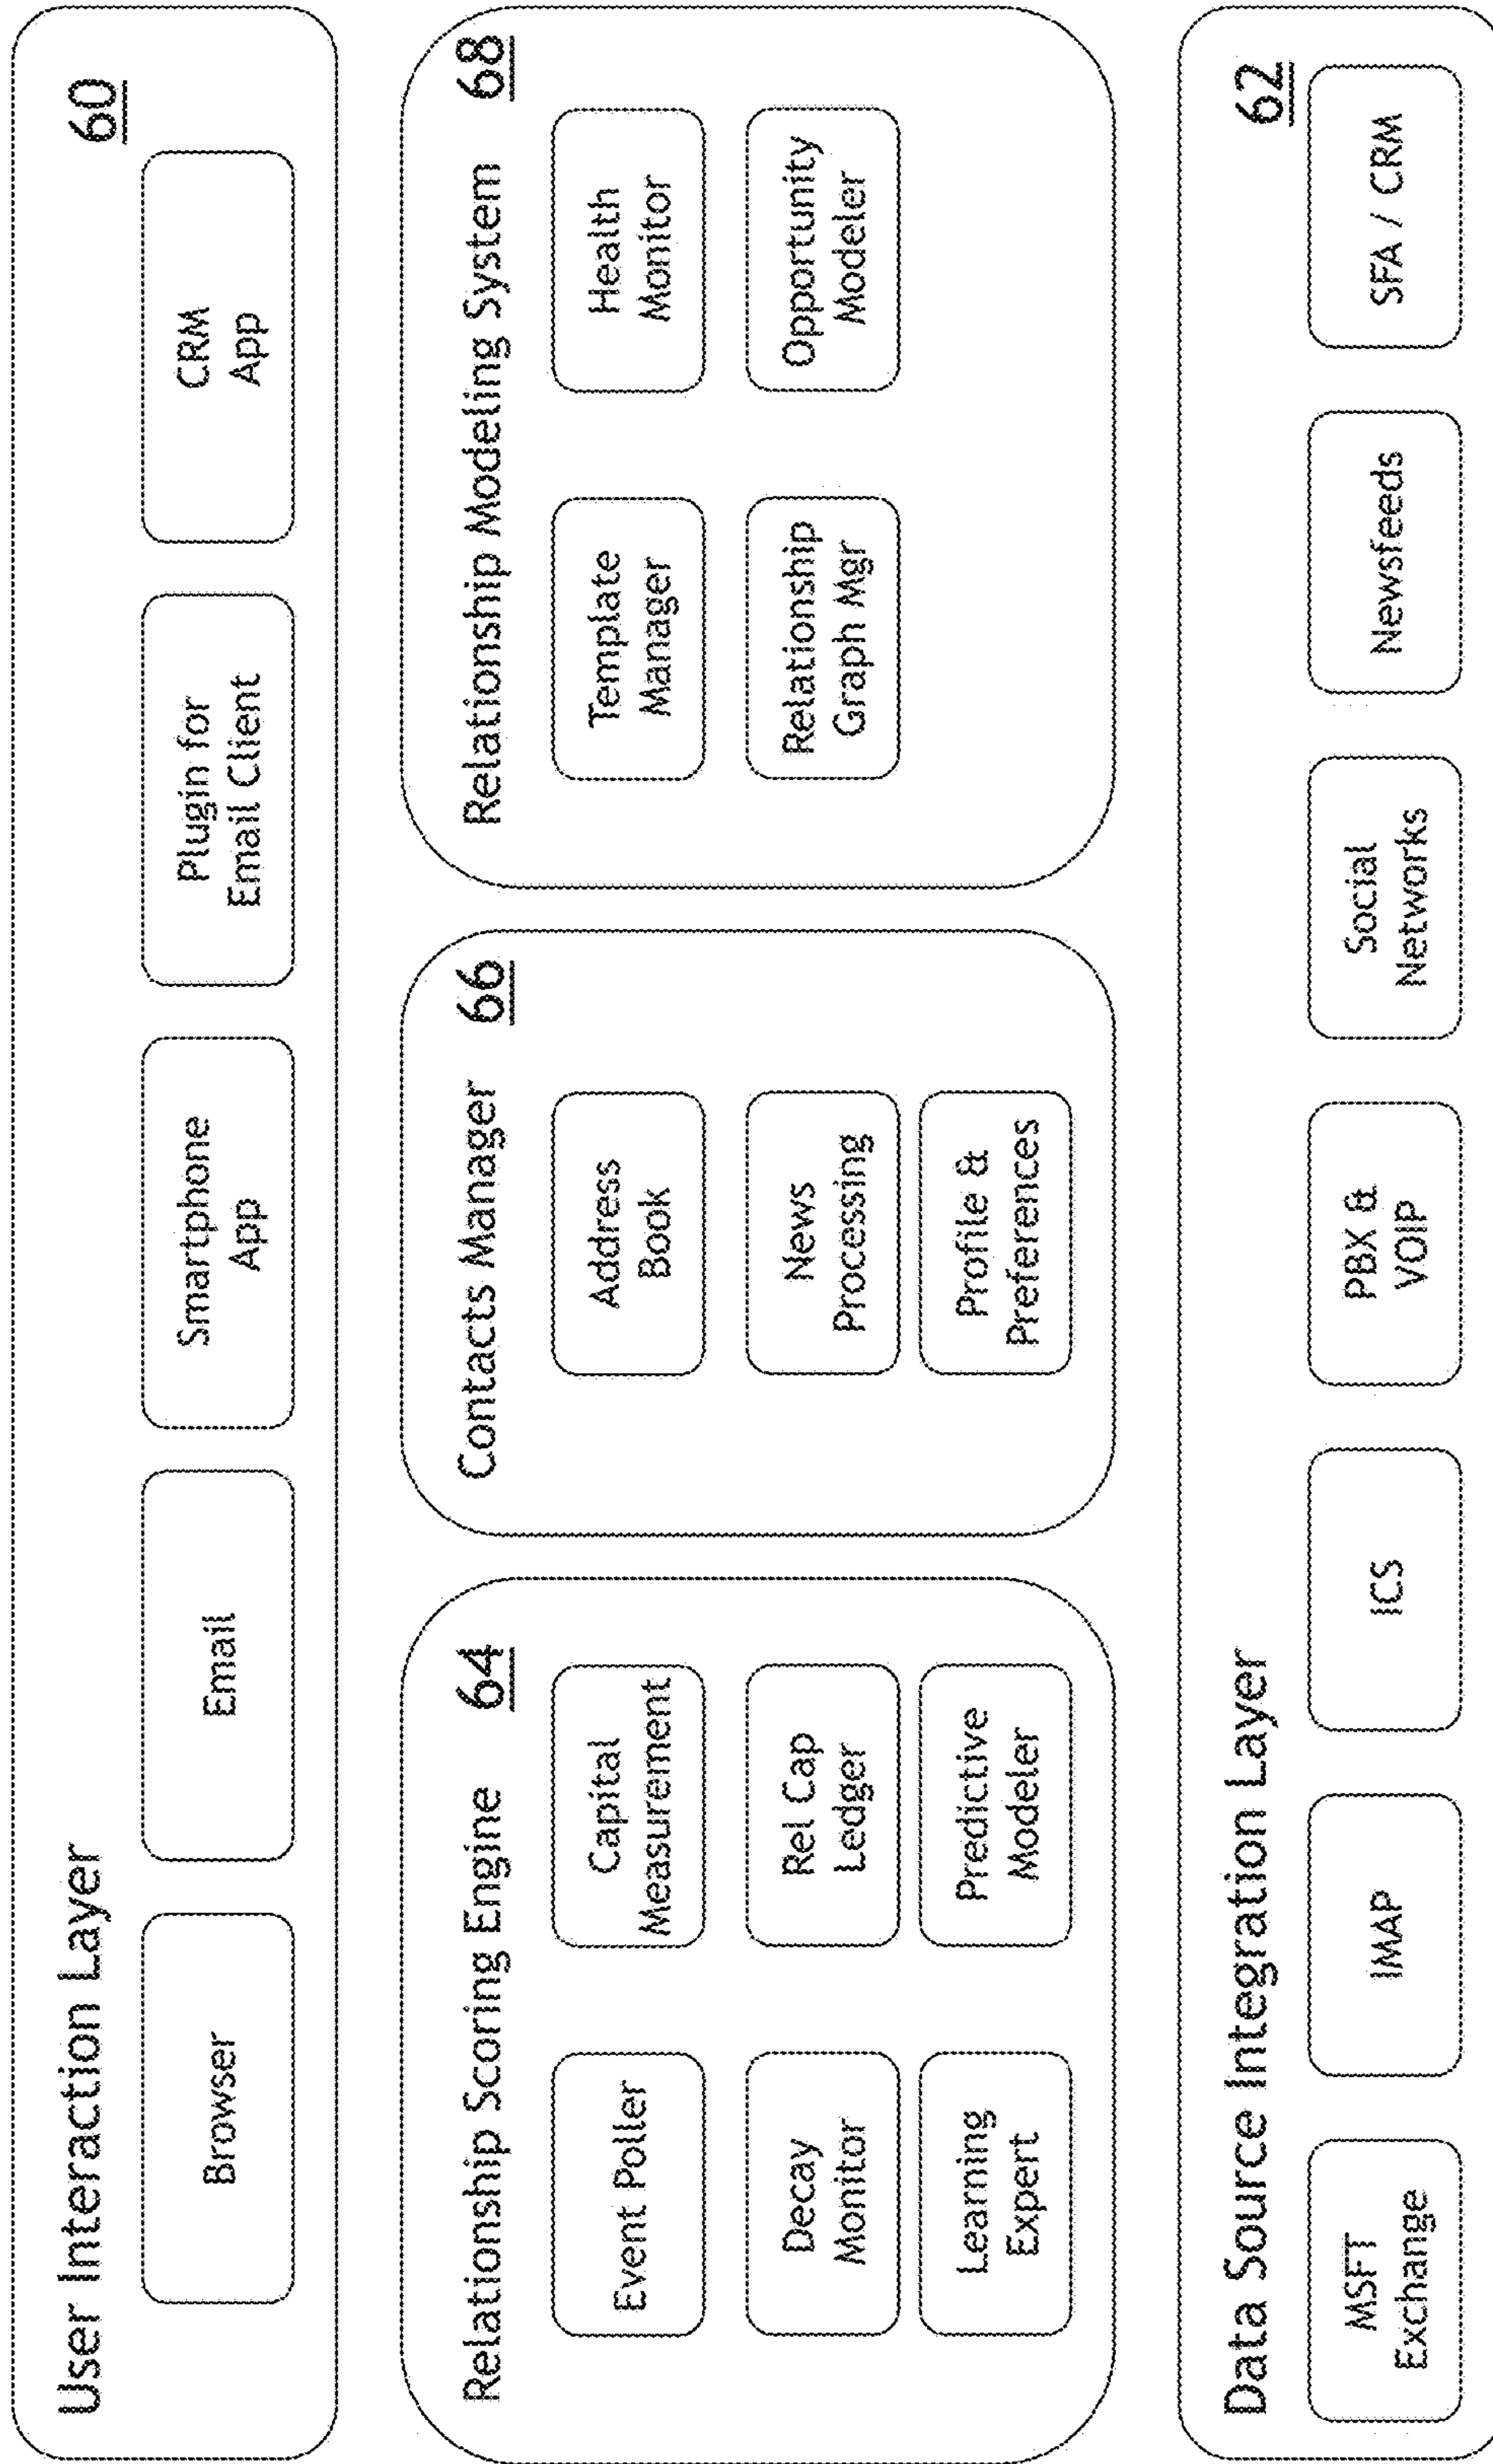 User Interaction Layer
60
Browser
Email
Smartphone
App
Plugin for
Email Client
CRM
App
Relationship Scoring Engine 64
Event Poller
Capital
Measurement
Decay
Monitor
Rel Cap
Ledger
Learning
Expert
Predictive
Modeler
Contacts Manager 66
Address
Book
News
Processing
Profile &
Preferences
Relationship Modeling System 68
Template
Manager
Health
Monitor
Relationship
Graph Mgr
Opportunity
Modeler
Data Source Integration Layer
62
MSFT
Exchange
IMAP
ICS
PBX &
VOIP
Social
Networks
Newsfeeds
SFA / CRM